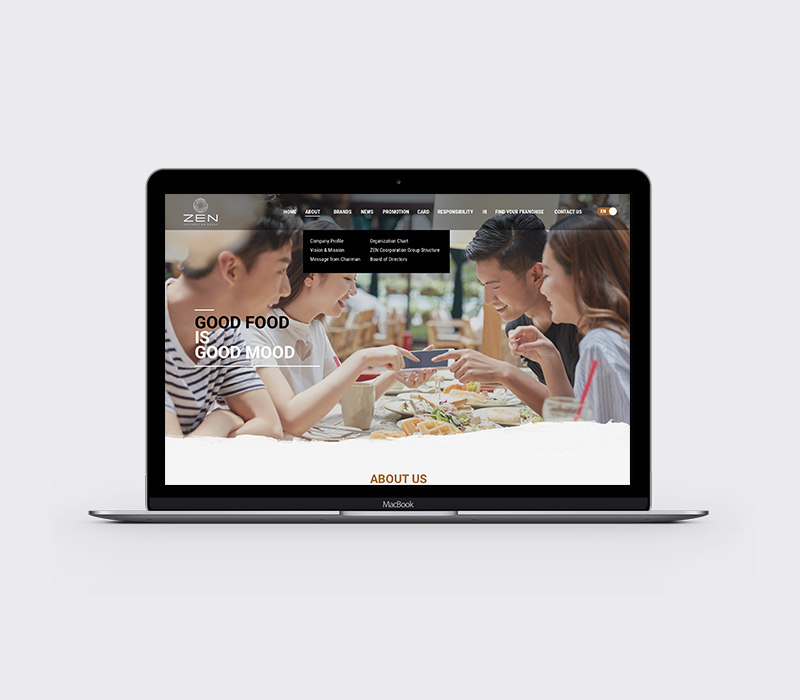 ZEN
CORPORATION GROUP
HOME ABOUT BRANDS NEWS PROMOTION CARD RESPONSIBILITY IR FIND YOUR FRANCHISE CONTACT US EN
Company Profile Organization Chart
Vision & Mission ZEN Coorporation Group Structure
Message from Chairman Board of Directors
GOOD FOOD
IS
GOOD MOOD
ABOUT US
MacBook